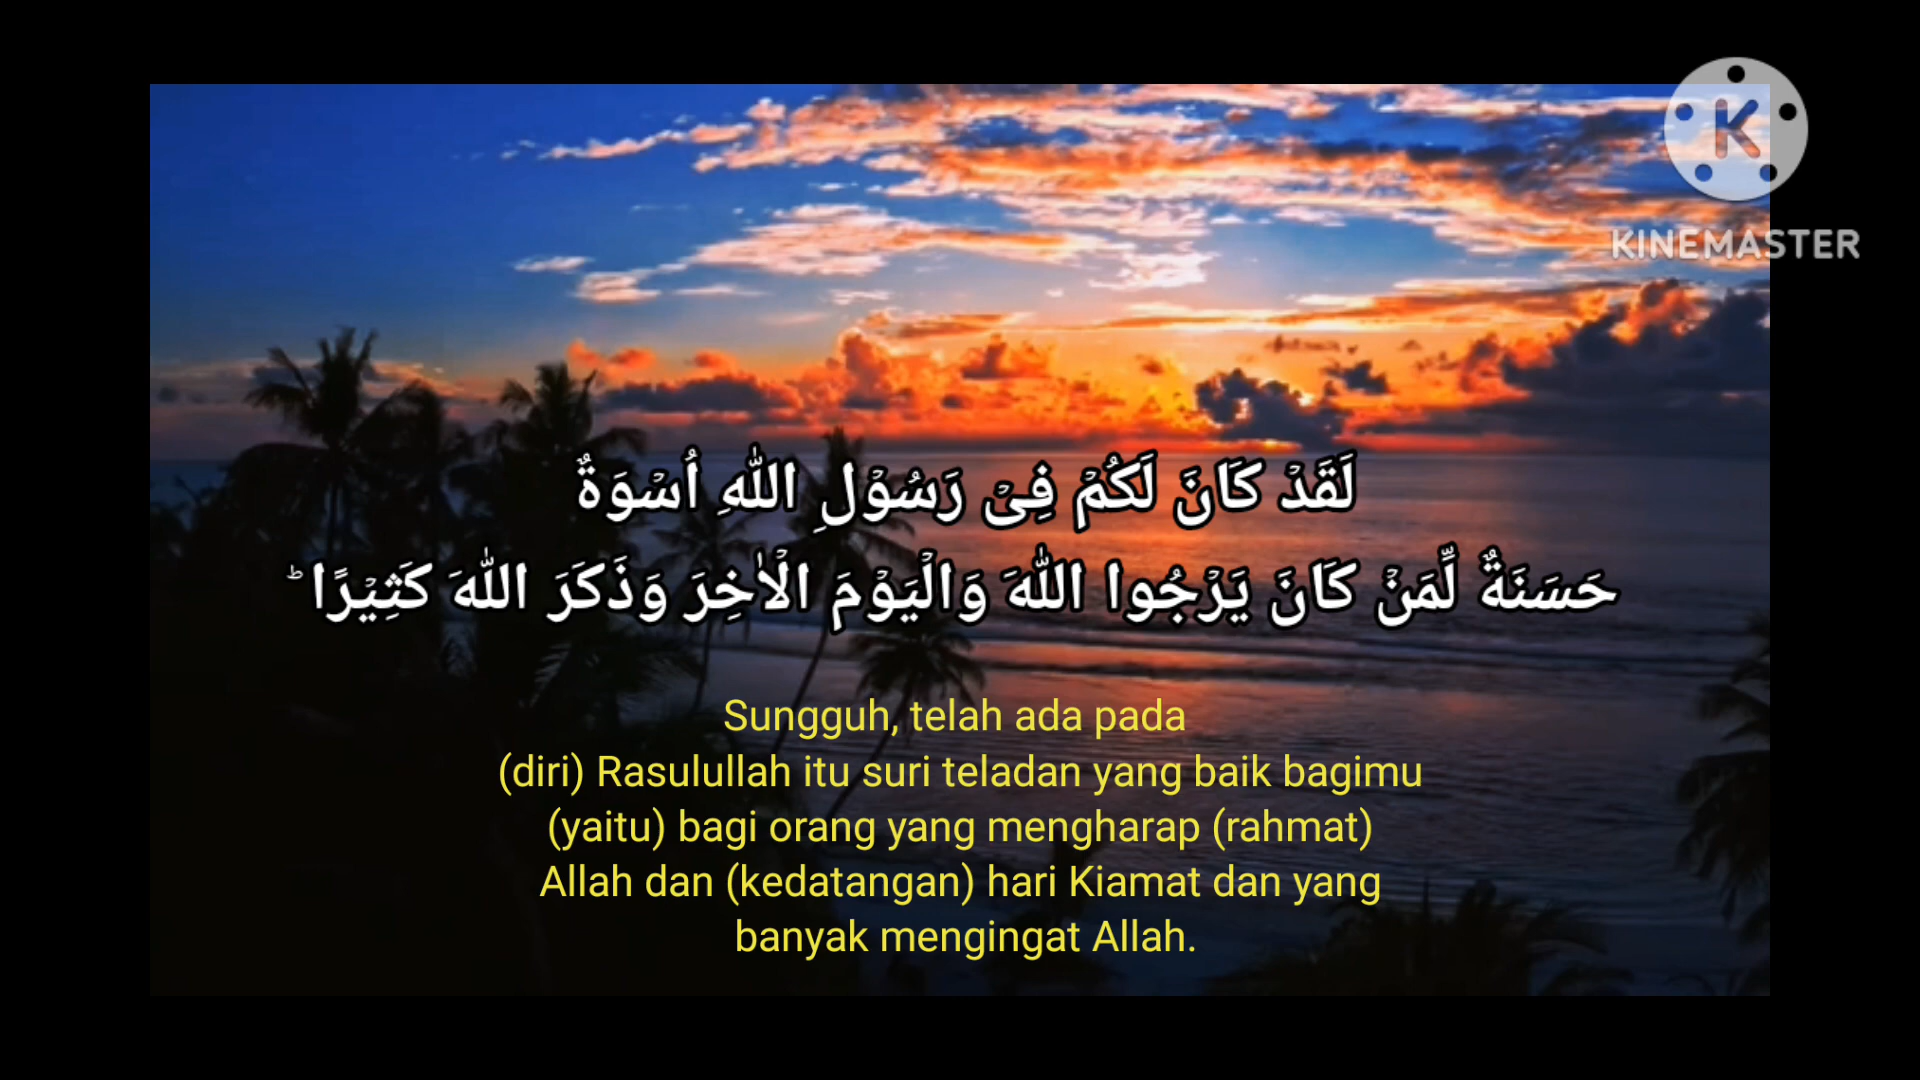 K
KINEMASTER
لَقَدْ كَانَ لَكُمْ فِيْ رَسُوْلِ اللّٰهِ اُسْوَةٌ
حَسَنَةٌ لِّمَنْ كَانَ يَرْجُوا اللّٰهَ وَالْيَوْمَ الْاٰخِرَ وَذَكَرَ اللّٰهَ كَثِيْرًاۗ
Sungguh, telah ada pada
(diri) Rasulullah itu suri teladan yang baik bagimu
(yaitu) bagi orang yang mengharap (rahmat)
Allah dan (kedatangan) hari Kiamat dan yang
banyak mengingat Allah.